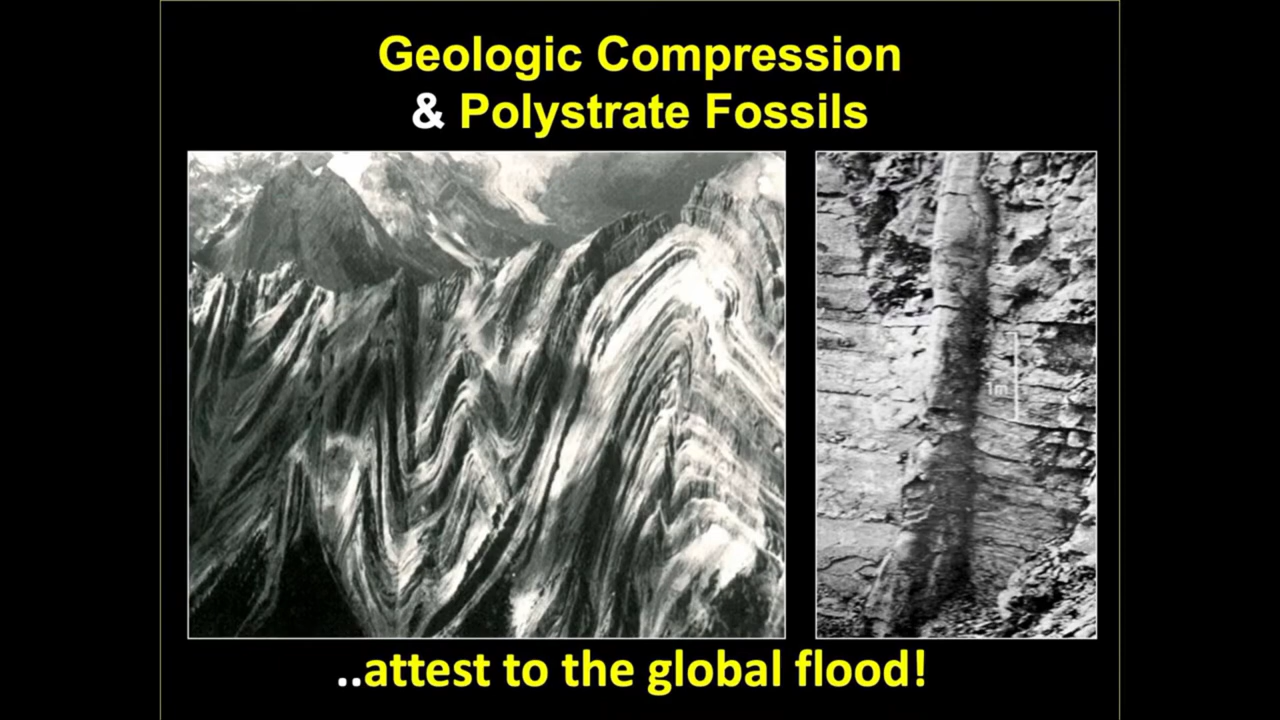 Geologic Compression
& Polystrate Fossils
1m
..attest to the global flood!